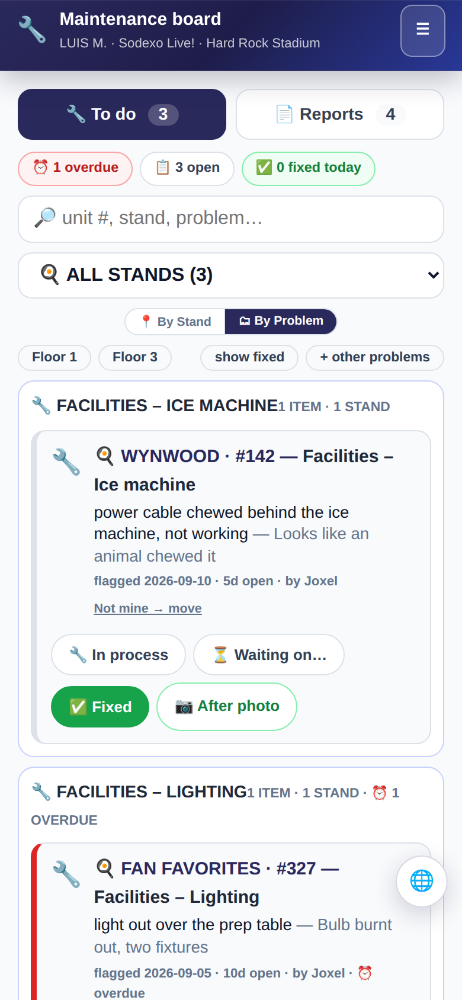 Maintenance board
LUIS M. · Sodexo Live! · Hard Rock Stadium
To do 3
Reports 4
1 overdue
3 open
0 fixed today
unit #, stand, problem…
ALL STANDS (3)
By Stand
By Problem
Floor 1
Floor 3
show fixed
+ other problems
FACILITIES – ICE MACHINE1 ITEM · 1 STAND
WYNWOOD · #142 — Facilities –
Ice machine
power cable chewed behind the ice
machine, not working — Looks like an
animal chewed it
flagged 2026-09-10 · 5d open · by Joxel
Not mine → move
In process
Waiting on…
Fixed
After photo
FACILITIES – LIGHTING1 ITEM · 1 STAND · ⏰ 1
OVERDUE
FAN FAVORITES · #327 —
Facilities – Lighting
light out over the prep table — Bulb burnt
out, two fixtures
flagged 2026-09-05 · 10d open · by Joxel · ⏰
overdue